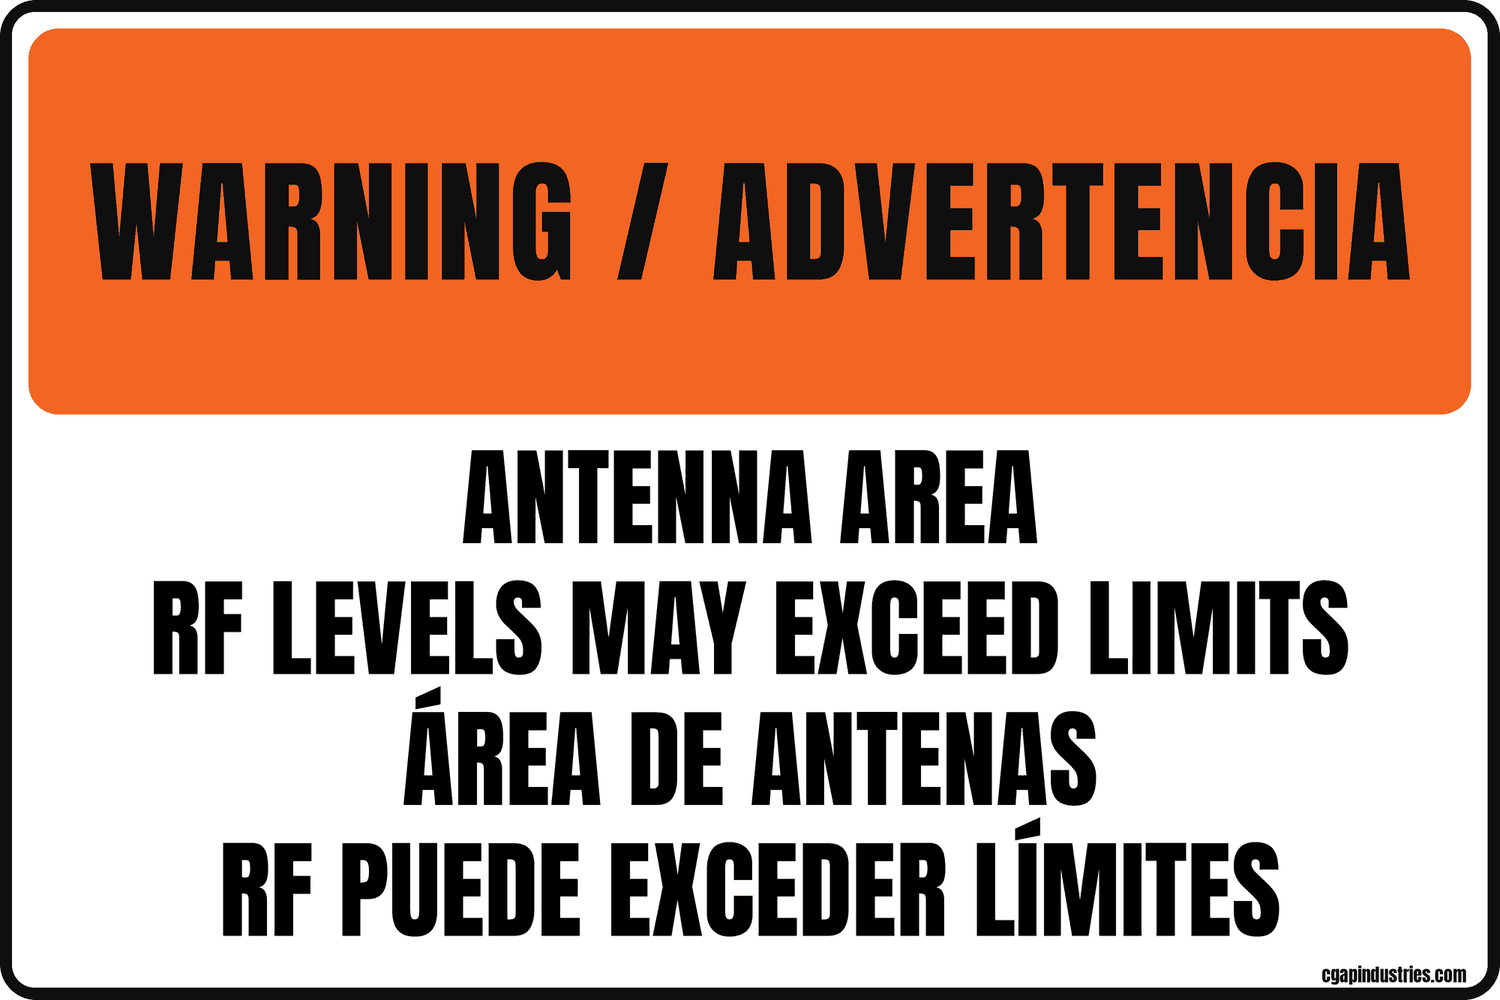 WARNING / ADVERTENCIA
ANTENNA AREA
RF LEVELS MAY EXCEED LIMITS
ÁREA DE ANTENAS
RF PUEDE EXCEDER LÍMITES
cgapindustries.com